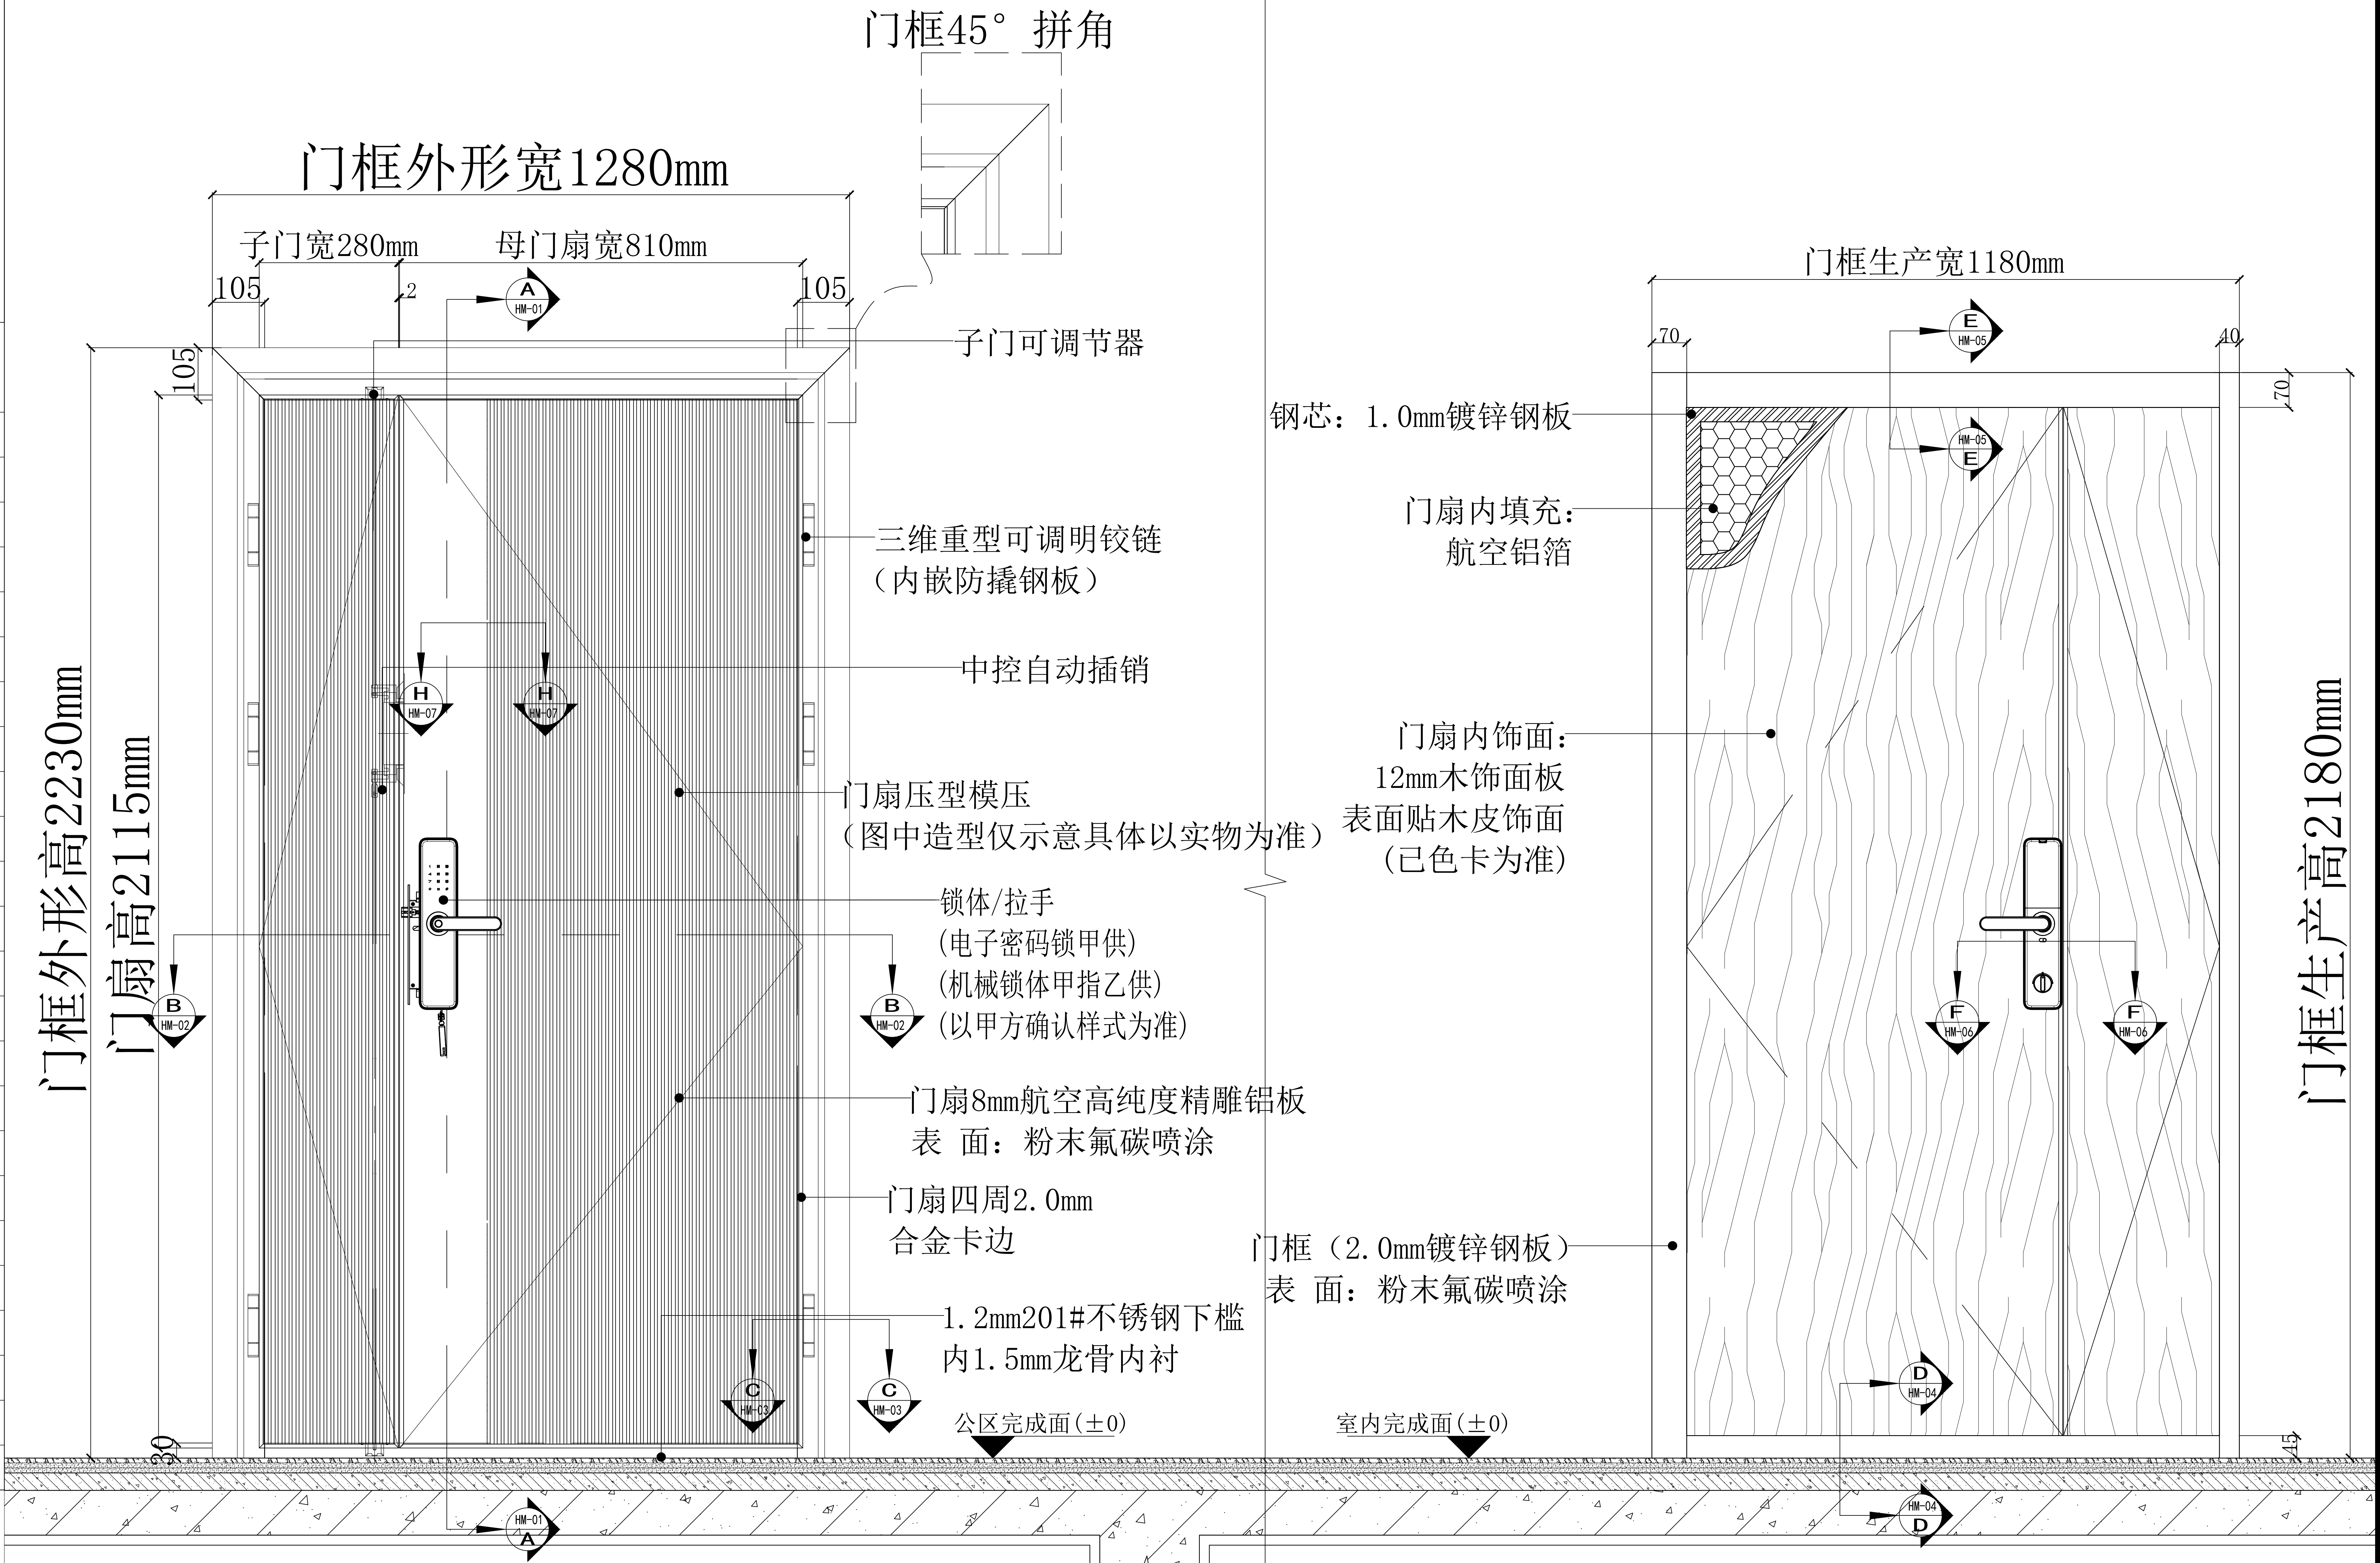 门框45° 拼角
门框外形宽1280mm
子门宽280mm
母门扇宽810mm
105
2
105
A
HM-01
105
子门可调节器
三维重型可调明铰链
（内嵌防撬钢板）
中控自动插销
H
HM-07
H
HM-07
门框外形高2230mm
门扇高2115mm
门扇压型模压
（图中造型仅示意具体以实物为准）
锁体/拉手
(电子密码锁甲供)
(机械锁体甲指乙供)
(以甲方确认样式为准)
B
HM-02
B
HM-02
门扇8mm航空高纯度精雕铝板
表 面：粉末氟碳喷涂
门扇四周2.0mm
合金卡边
1.2mm201#不锈钢下槛
内1.5mm龙骨内衬
C
HM-03
C
HM-03
公区完成面(±0)
30
HM-01
A
门框生产宽1180mm
70
40
E
HM-05
70
钢芯：1.0mm镀锌钢板
HM-05
E
门扇内填充：
航空铝箔
门扇内饰面：
12mm木饰面板
表面贴木皮饰面
(已色卡为准)
门框生产高2180mm
F
HM-06
F
HM-06
门框（2.0mm镀锌钢板）
表 面：粉末氟碳喷涂
D
HM-04
室内完成面(±0)
45
HM-04
D